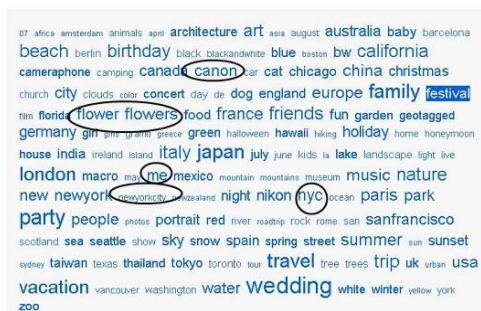 07 africa amsterdam animals april architecture art asia august australia baby barcelona
beach berlin birthday black blackandwhite blue boston bw california
cameraphone camping canada canon car cat chicago china christmas
church city clouds color concert day de dog england europe family festival
film florida flower flowers food france friends fun garden geotagged
germany girl girls graffiti greece green halloween hawaii hiking holiday home honeymoon
house india ireland island italy japan july june kids la lake landscape light live
london macro may me mexico mountain mountains museum music nature
new newyork newyorkcity newzealand night nikon nyc ocean paris park
party people photos portrait red river roadtrip rock rome san sanfrancisco
scotland sea seattle show sky snow spain spring street summer sun sunset
sydney taiwan texas thailand tokyo toronto tour travel tree trees trip uk urban usa
vacation vancouver washington water wedding white winter yellow york
zoo